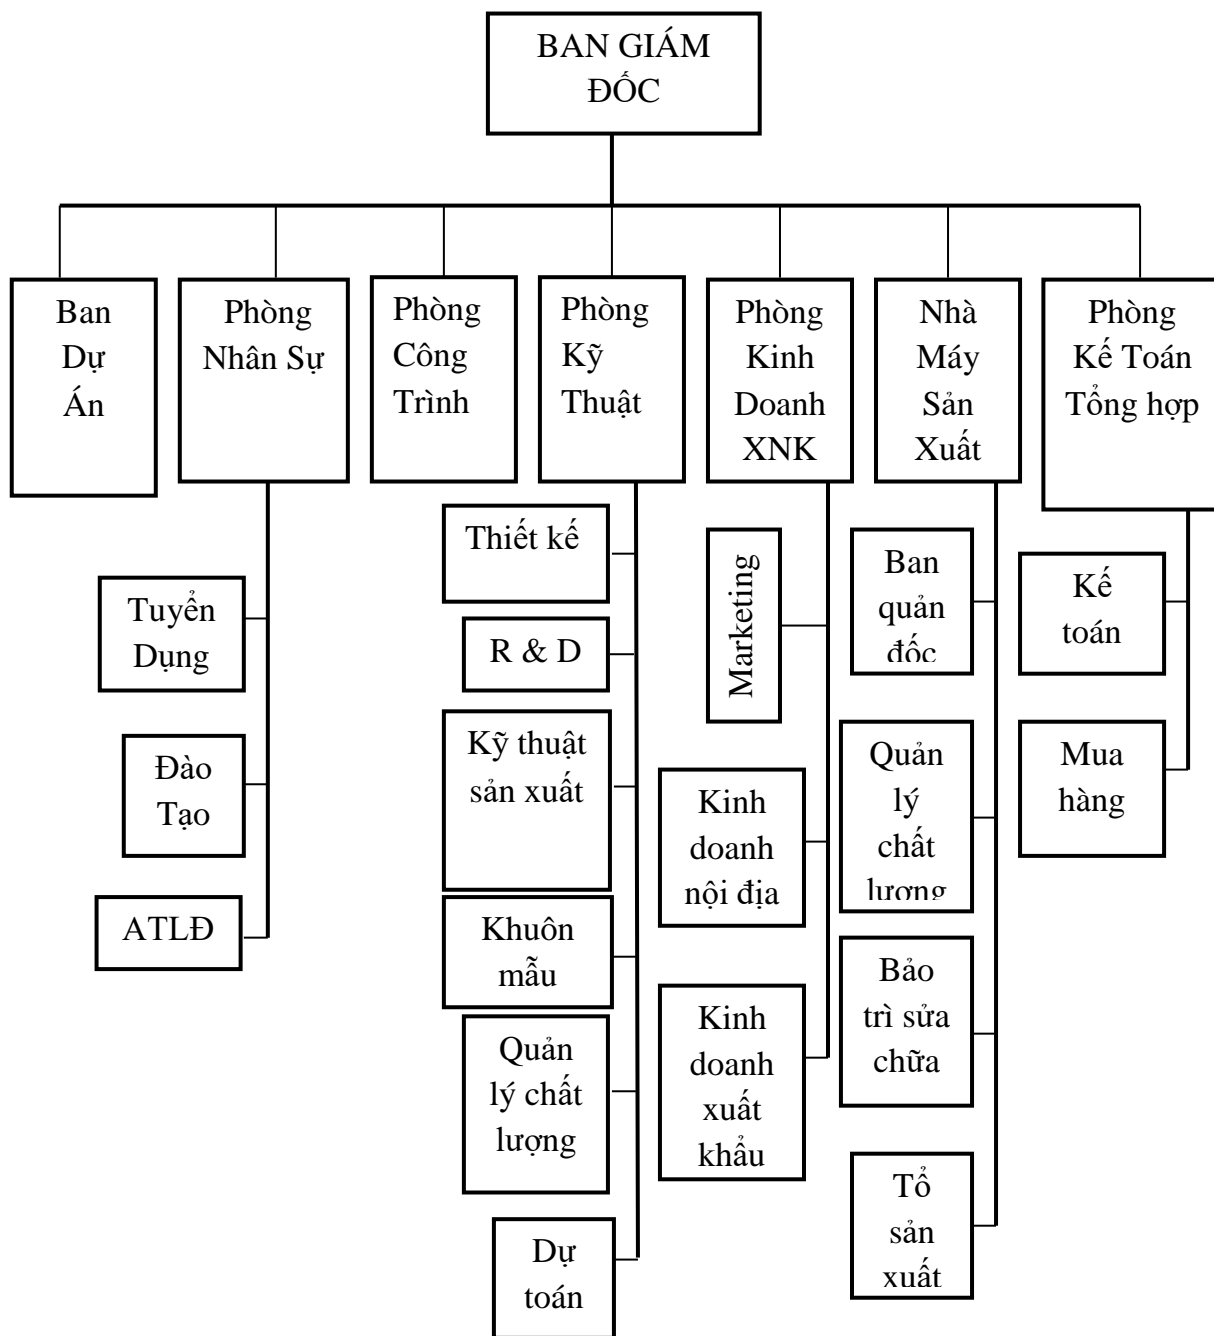 BAN GIÁM
ĐỐC
Ban
Dự
Án
Phòng
Nhân Sự
Phòng
Công
Trình
Phòng
Kỹ
Thuật
Phòng
Kinh
Doanh
XNK
Nhà
Máy
Sản
Xuất
Phòng
Kế Toán
Tổng hợp
Tuyển
Dụng
Đào
Tạo
ATLĐ
Thiết kế
R & D
Kỹ thuật
sản xuất
Khuôn
mẫu
Quản
lý chất
lượng
Dự
toán
Marketing
Kinh
doanh
nội địa
Kinh
doanh
xuất
khẩu
Ban
quản
đốc
Quản
lý
chất
lượng
Bảo
trì sửa
chữa
Tổ
sản
xuất
Kế
toán
Mua
hàng